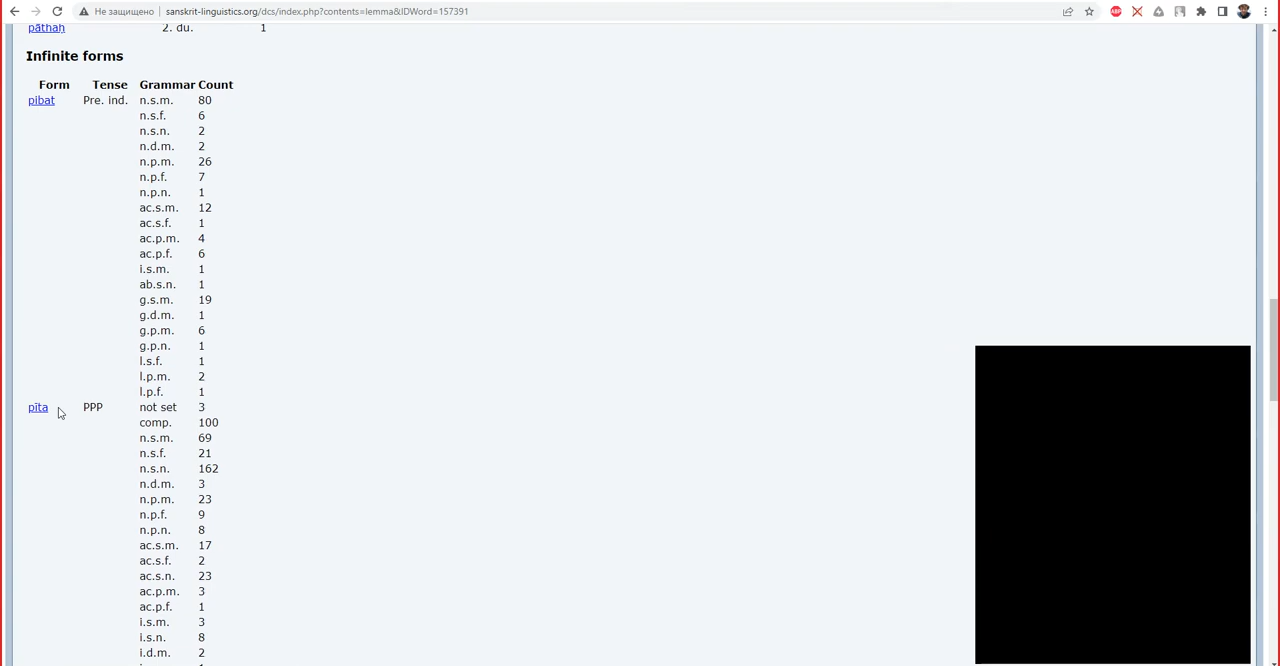 Не защищено | sanskrit-linguistics.org/dcs/index.php?contents=lemma&IDWord=157391
pāthaḥ 2. du. 1
Infinite forms
Form Tense Grammar Count
pibat Pre. ind. n.s.m. 80
n.s.f. 6
n.s.n. 2
n.d.m. 2
n.p.m. 26
n.p.f. 7
n.p.n. 1
ac.s.m. 12
ac.s.f. 1
ac.p.m. 4
ac.p.f. 6
i.s.m. 1
ab.s.n. 1
g.s.m. 19
g.d.m. 1
g.p.m. 6
g.p.n. 1
l.s.f. 1
l.p.m. 2
l.p.f. 1
pīta PPP not set 3
comp. 100
n.s.m. 69
n.s.f. 21
n.s.n. 162
n.d.m. 3
n.p.m. 23
n.p.f. 9
n.p.n. 8
ac.s.m. 17
ac.s.f. 2
ac.s.n. 23
ac.p.m. 3
ac.p.f. 1
i.s.m. 3
i.s.n. 8
i.d.m. 2